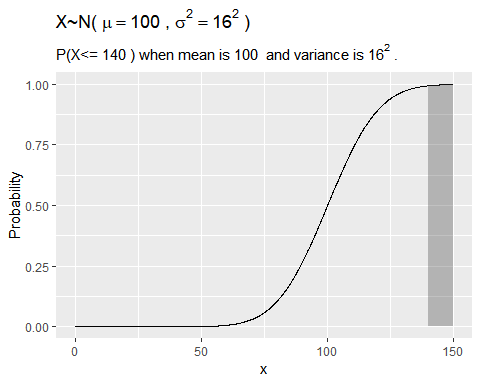 X~N( μ = 100 , σ² = 16² )
P(X<= 140 ) when mean is 100 and variance is 16² .
1.00
0.75
0.50
0.25
0.00
Probability
0 50 100 150
x